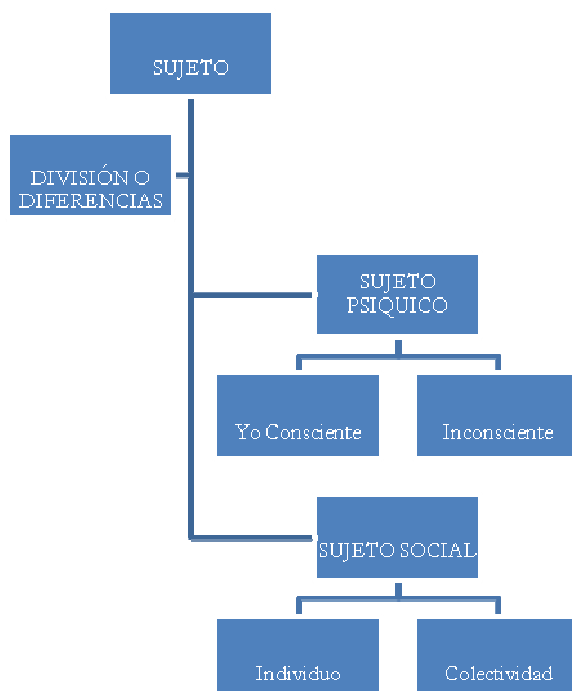 SUJETO
DIVISIÓN O
DIFERENCIAS
SUJETO
PSIQUICO
Yo Consciente
Inconsciente
SUJETO SOCIAL
Individuo
Colectividad